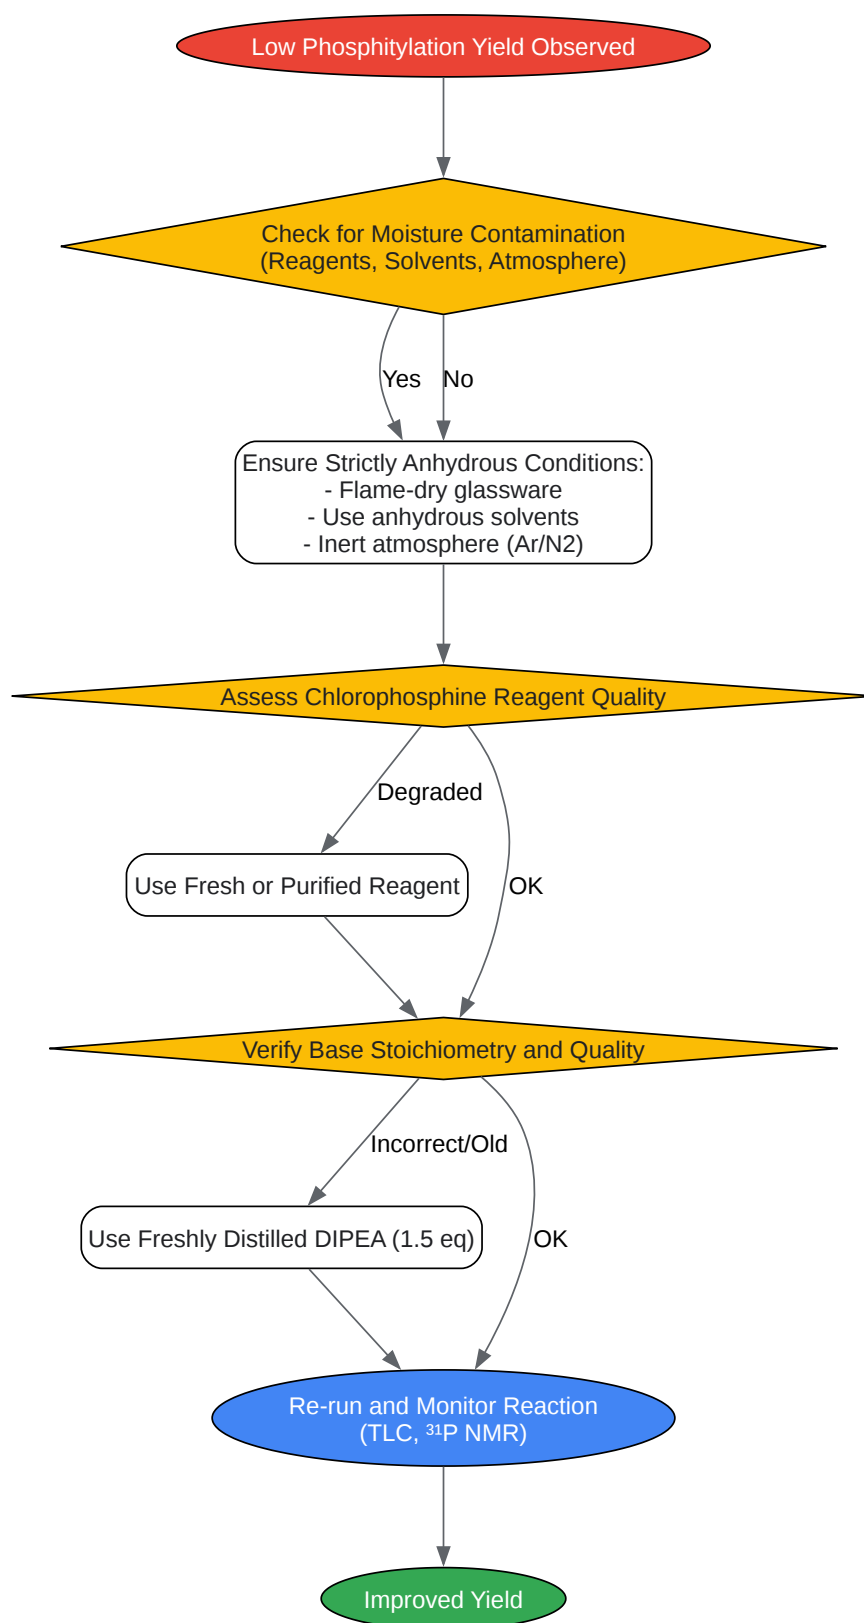 Low Phosphitylation Yield Observed
Check for Moisture Contamination
(Reagents, Solvents, Atmosphere)
Yes
No
Ensure Strictly Anhydrous Conditions:
- Flame-dry glassware
- Use anhydrous solvents
- Inert atmosphere (Ar/N2)
Assess Chlorophosphine Reagent Quality
Degraded
Use Fresh or Purified Reagent
OK
Verify Base Stoichiometry and Quality
Incorrect/Old
Use Freshly Distilled DIPEA (1.5 eq)
OK
Re-run and Monitor Reaction
(TLC, ³¹P NMR)
Improved Yield